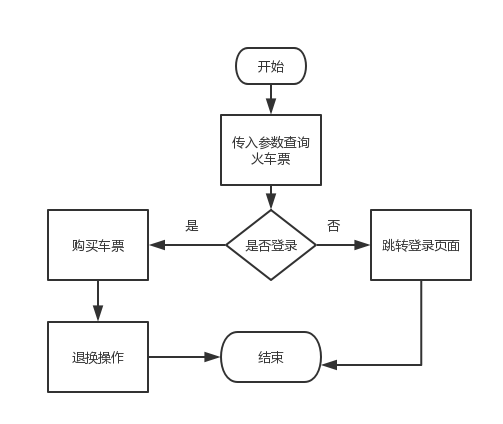 开始
传入参数查询
火车票
是
否
购买车票
是否登录
跳转登录页面
退换操作
结束